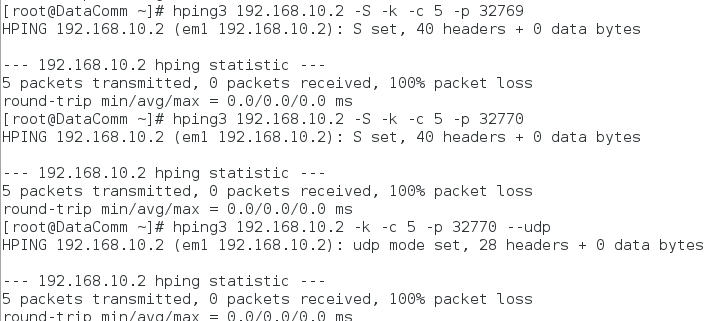 [root@DataComm ~]# hping3 192.168.10.2 -S -k -c 5 -p 32769
HPING 192.168.10.2 (em1 192.168.10.2): S set, 40 headers + 0 data bytes
--- 192.168.10.2 hping statistic ---
5 packets transmitted, 0 packets received, 100% packet loss
round-trip min/avg/max = 0.0/0.0/0.0 ms
[root@DataComm ~]# hping3 192.168.10.2 -S -k -c 5 -p 32770
HPING 192.168.10.2 (em1 192.168.10.2): S set, 40 headers + 0 data bytes
--- 192.168.10.2 hping statistic ---
5 packets transmitted, 0 packets received, 100% packet loss
round-trip min/avg/max = 0.0/0.0/0.0 ms
[root@DataComm ~]# hping3 192.168.10.2 -k -c 5 -p 32770 --udp
HPING 192.168.10.2 (em1 192.168.10.2): udp mode set, 28 headers + 0 data bytes
--- 192.168.10.2 hping statistic ---
5 packets transmitted, 0 packets received, 100% packet loss
round-trip min/avg/max = 0.0/0.0/0.0 ms